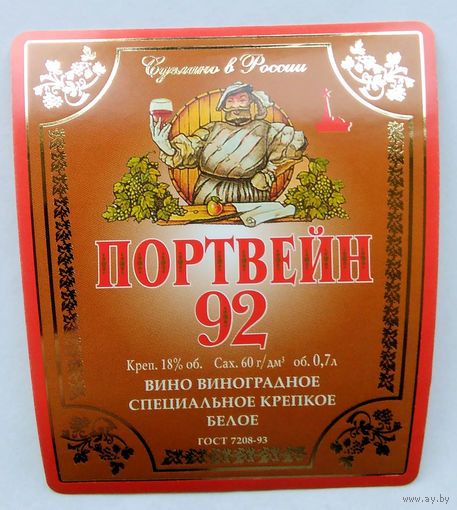 Сделано в России
ПОРТВЕЙН
92
Креп. 18% об. Сах. 60 г/дм³ об. 0,7л
ВИНО ВИНОГРАДНОЕ
СПЕЦИАЛЬНОЕ КРЕПКОЕ
БЕЛОЕ
ГОСТ 7208-93
www.ay.by